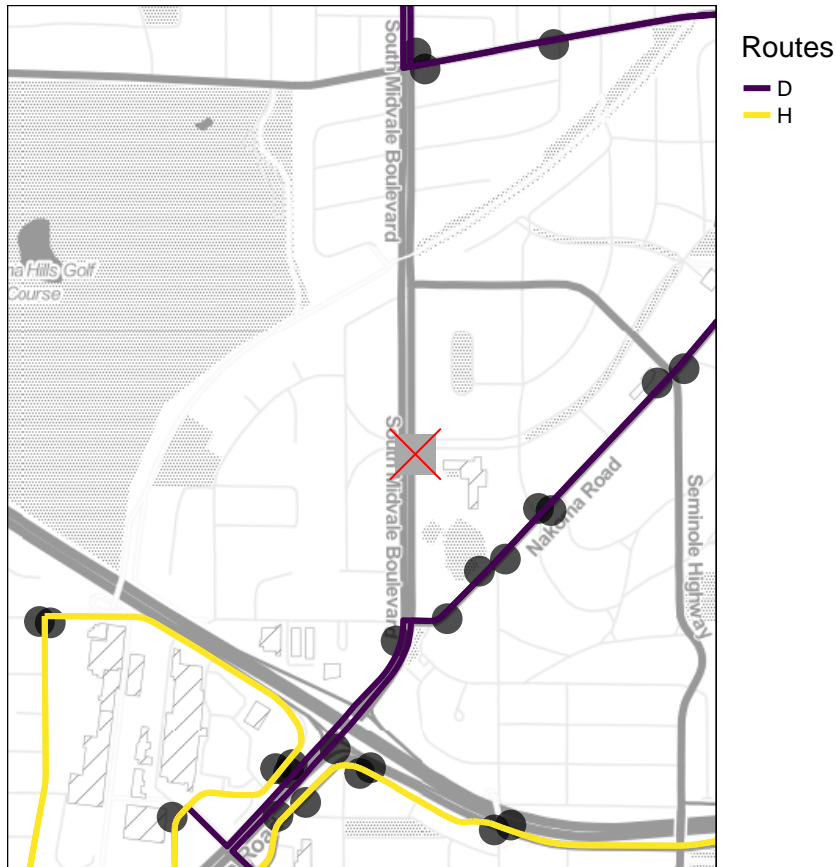 Routes
D
H
South Midvale Boulevard
na Hills Golf
Course
South Midvale Boulevard
Nakoma Road
Seminole Highway
Road